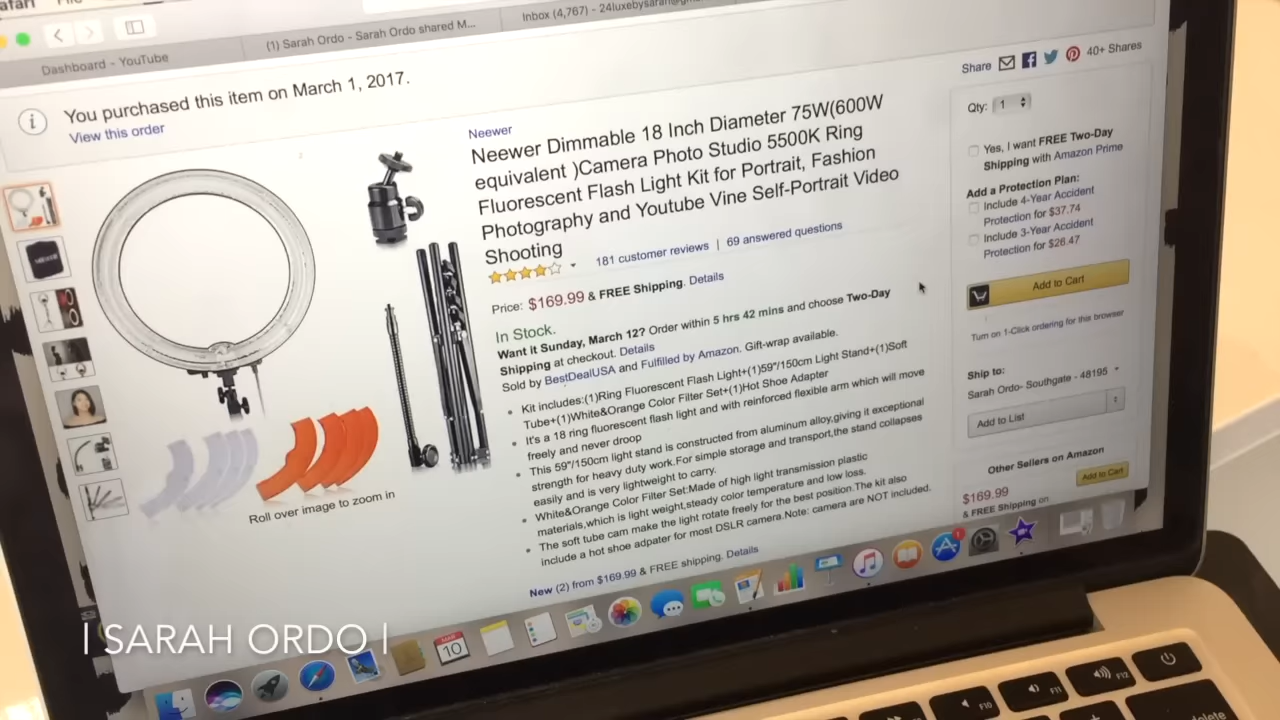 Dashboard - YouTube
(1) Sarah Ordo - Sarah Ordo shared M...
Inbox (4,767) - 24luxebysarah@gm
You purchased this item on March 1, 2017.
View this order
Share
40+ Shares
Neewer
Neewer Dimmable 18 Inch Diameter 75W(600W
equivalent )Camera Photo Studio 5500K Ring
Fluorescent Flash Light Kit for Portrait, Fashion
Photography and Youtube Vine Self-Portrait Video
Shooting
181 customer reviews | 69 answered questions
Price: $169.99 & FREE Shipping. Details
In Stock.
Want it Sunday, March 12? Order within 5 hrs 42 mins and choose Two-Day
Shipping at checkout. Details
Sold by BestDealUSA and Fulfilled by Amazon. Gift-wrap available.
Kit includes:(1)Ring Fluorescent Flash Light+(1)59"/150cm Light Stand+(1)Soft
Tube+(1)White&Orange Color Filter Set+(1)Hot Shoe Adapter
It's a 18 ring fluorescent flash light and with reinforced flexible arm which will move
freely and never droop
This 59"/150cm light stand is constructed from aluminum alloy,giving it exceptional
strength for heavy duty work.For simple storage and transport,the stand collapses
easily and is very lightweight to carry.
White&Orange Color Filter Set:Made of high light transmission plastic
materials,which is light weight,steady color temperature and low loss.
The soft tube cam make the light rotate freely for the best position.The kit also
include a hot shoe adpater for most DSLR camera.Note: camera are NOT included.
New (2) from $169.99 & FREE shipping. Details
Roll over image to zoom in
Qty: 1
Yes, I want FREE Two-Day
Shipping with Amazon Prime
Add a Protection Plan:
Include 4-Year Accident
Protection for $37.74
Include 3-Year Accident
Protection for $26.47
Add to Cart
Turn on 1-Click ordering for this browser
Ship to:
Sarah Ordo- Southgate - 48195
Add to List
Other Sellers on Amazon
$169.99
Add to Cart
& FREE Shipping on
MAR
10
| SARAH ORDO |
F10
F11
F12
delete